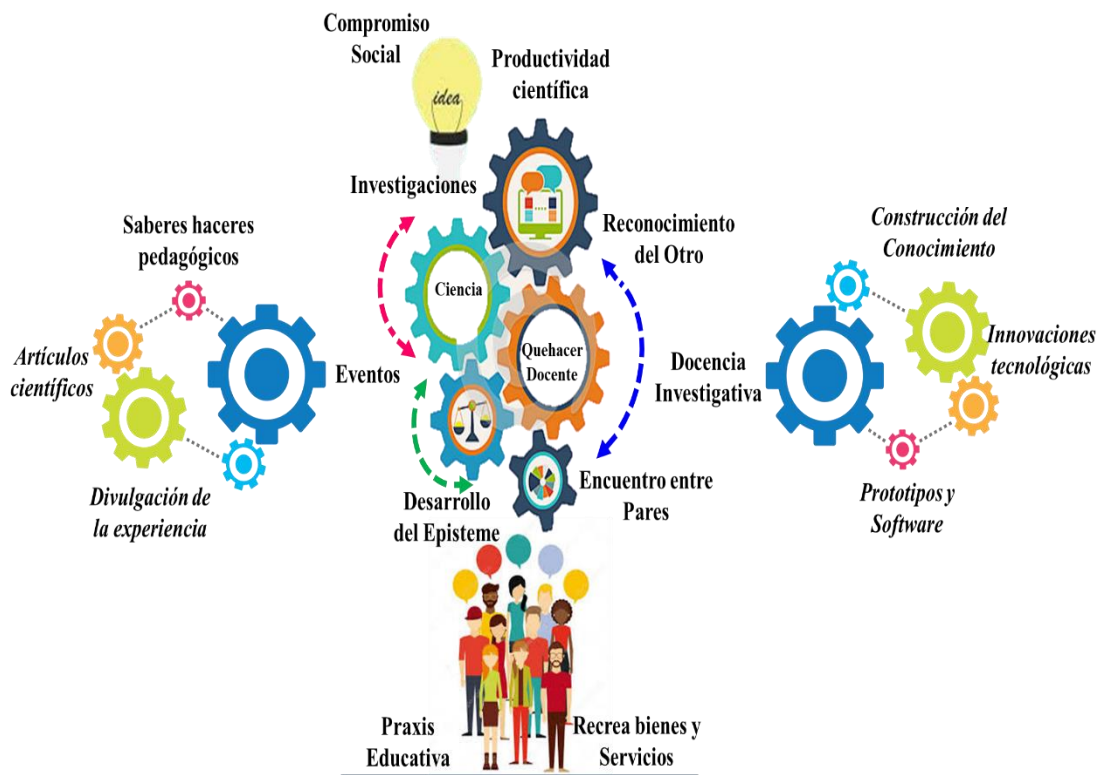 Compromiso
Social
idea
Productividad
científica
Investigaciones
Saberes haceres
pedagógicos
Reconocimiento
del Otro
Construcción del
Conocimiento
Ciencia
Artículos
científicos
Eventos
Quehacer
Docente
Docencia
Investigativa
Innovaciones
tecnológicas
Divulgación de
la experiencia
Desarrollo
del Episteme
Encuentro entre
Pares
Prototipos y
Software
Praxis
Educativa
Recrea bienes y
Servicios